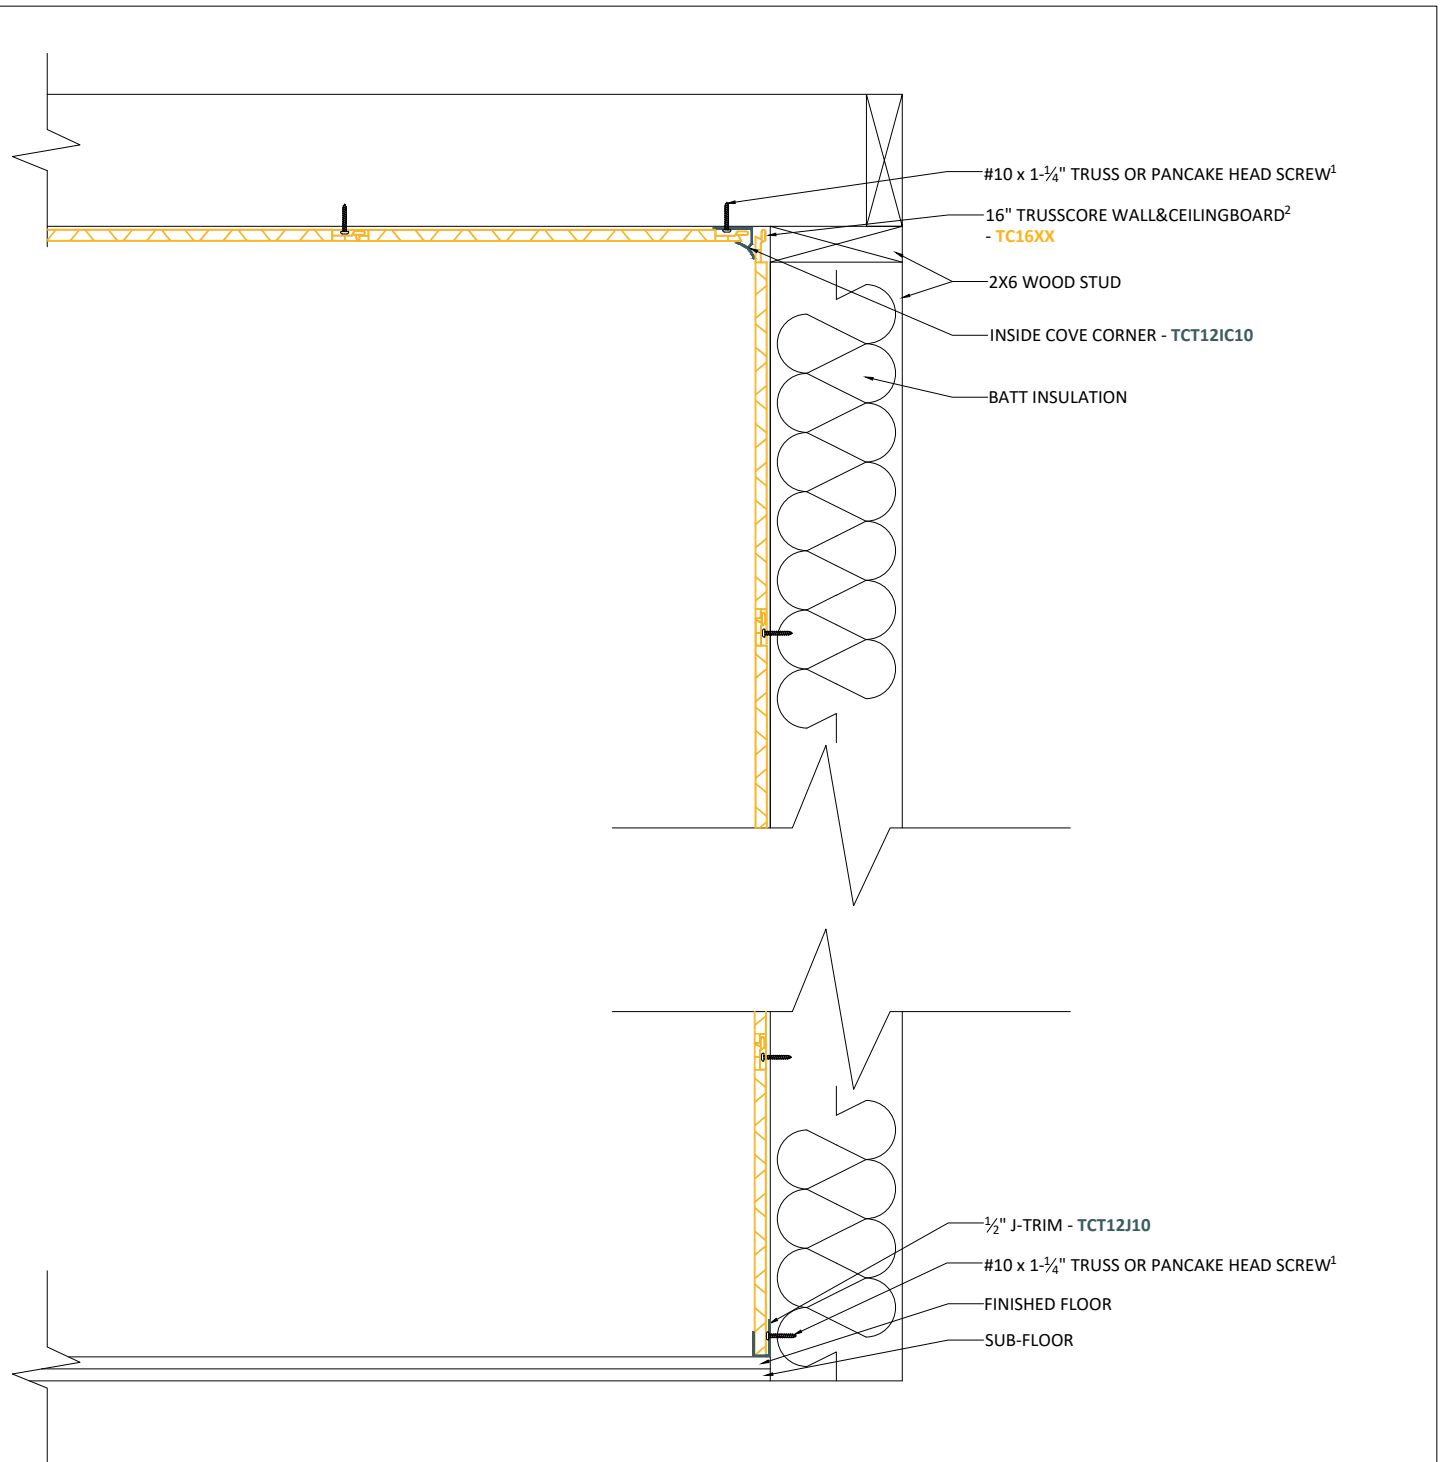 #10 x 1-¼" TRUSS OR PANCAKE HEAD SCREW¹
16" TRUSSCORE WALL&CEILINGBOARD²
- TC16XX
2X6 WOOD STUD
INSIDE COVE CORNER - TCT12IC10
BATT INSULATION
½" J-TRIM - TCT12J10
#10 x 1-¼" TRUSS OR PANCAKE HEAD SCREW¹
FINISHED FLOOR
SUB-FLOOR